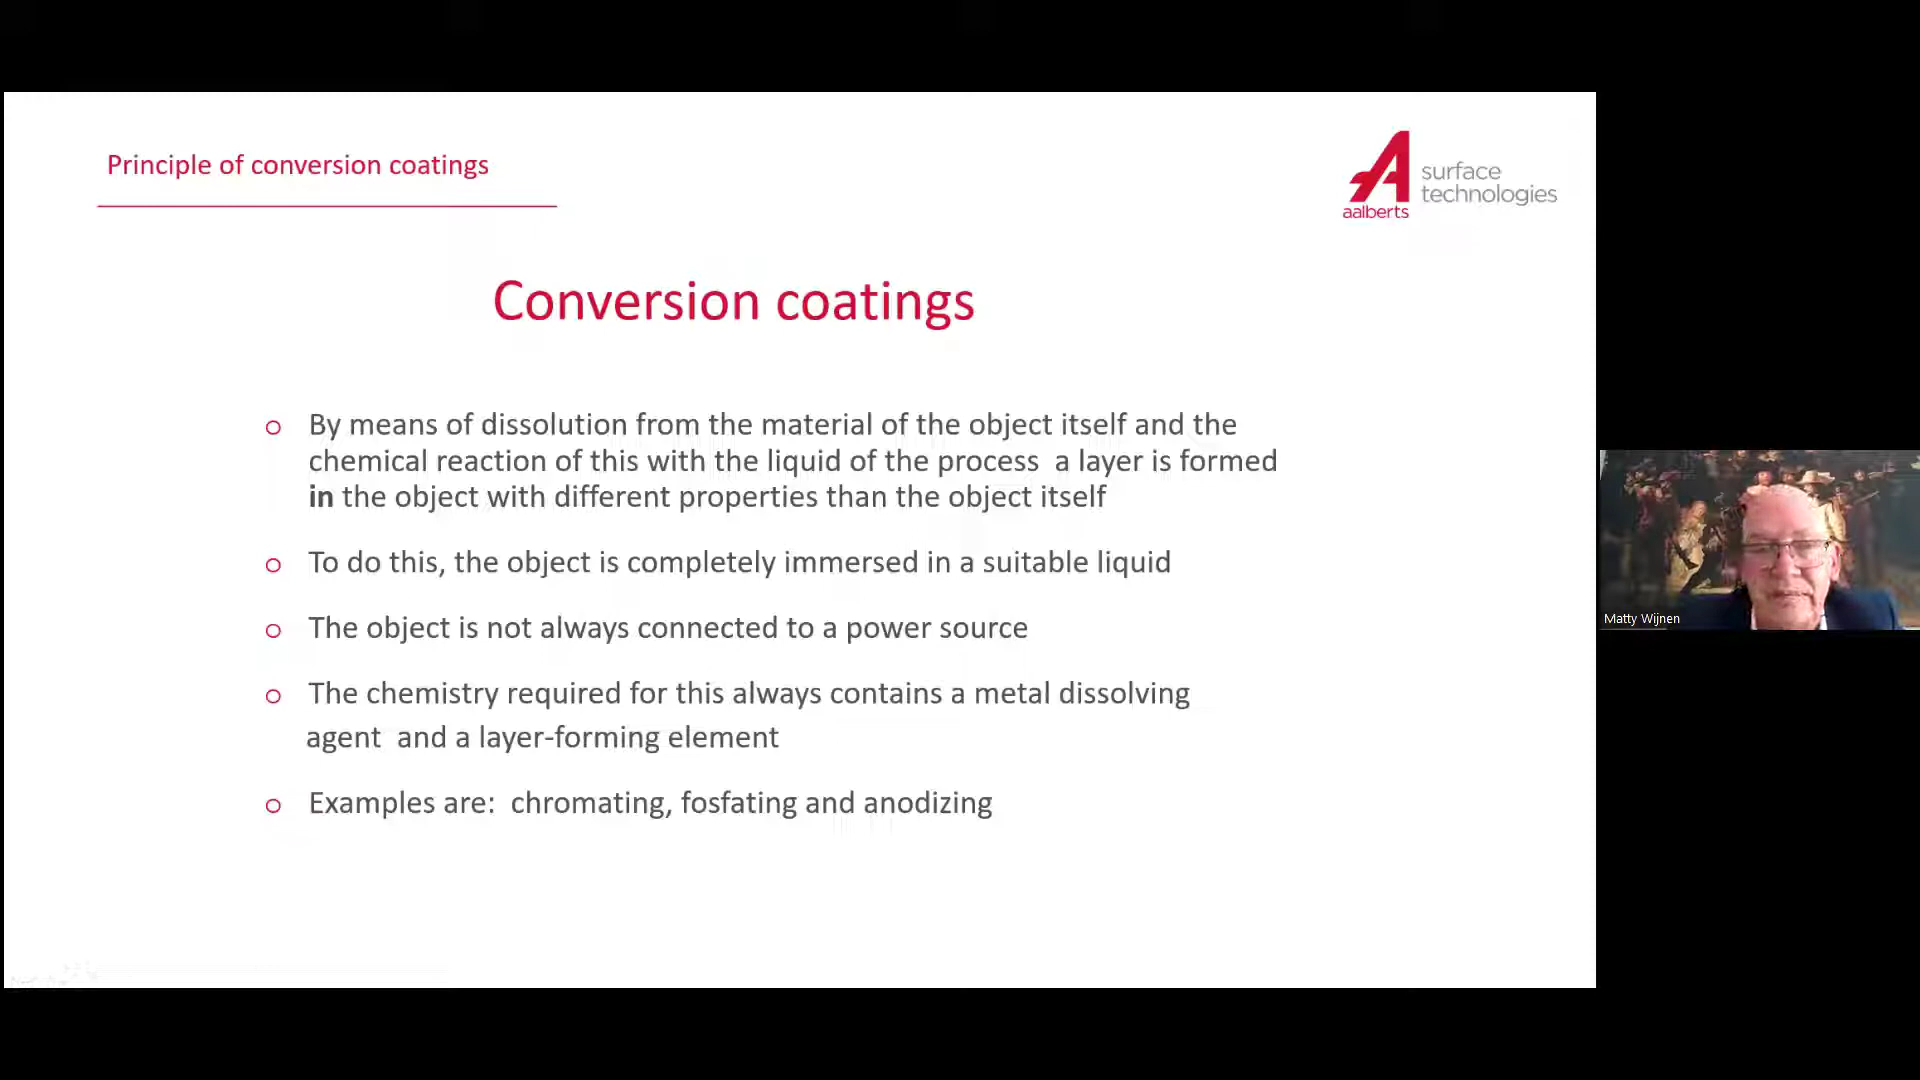 Principle of conversion coatings
surface
technologies
aalberts
Conversion coatings
By means of dissolution from the material of the object itself and the
chemical reaction of this with the liquid of the process a layer is formed
in the object with different properties than the object itself
To do this, the object is completely immersed in a suitable liquid
The object is not always connected to a power source
The chemistry required for this always contains a metal dissolving
agent and a layer-forming element
Examples are: chromating, fosfating and anodizing
Matty Wijnen